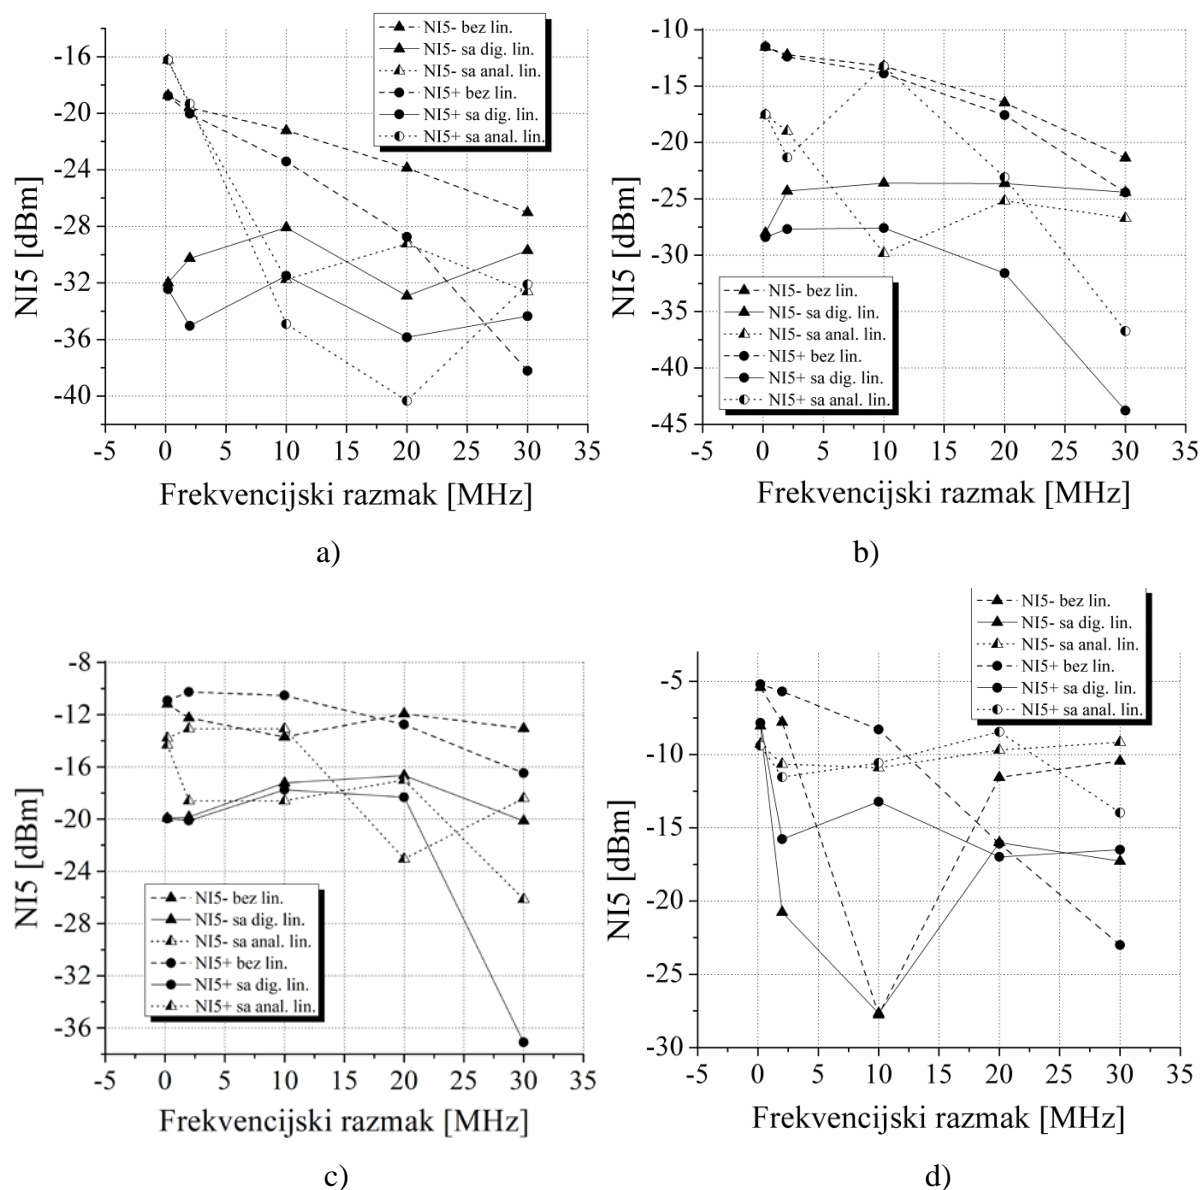 NI5- bez lin.
NI5- sa dig. lin.
NI5- sa anal. lin.
NI5+ bez lin.
NI5+ sa dig. lin.
NI5+ sa anal. lin.
-16
-20
-24
-28
-32
-36
-40
NI5 [dBm]
-5 0 5 10 15 20 25 30 35
Frekvencijski razmak [MHz]
a)
-10
-15
-20
-25
-30
-35
-40
-45
NI5 [dBm]
NI5- bez lin.
NI5- sa dig. lin.
NI5- sa anal. lin.
NI5+ bez lin.
NI5+ sa dig. lin.
NI5+ sa anal. lin.
-5 0 5 10 15 20 25 30 35
Frekvencijski razmak [MHz]
b)
-8
-12
-16
-20
-24
-28
-32
-36
NI5 [dBm]
NI5- bez lin.
NI5- sa dig. lin.
NI5- sa anal. lin.
NI5+ bez lin.
NI5+ sa dig. lin.
NI5+ sa anal. lin.
-5 0 5 10 15 20 25 30 35
Frekvencijski razmak [MHz]
c)
NI5- bez lin.
NI5- sa dig. lin.
NI5- sa anal. lin.
NI5+ bez lin.
NI5+ sa dig. lin.
NI5+ sa anal. lin.
-5
-10
-15
-20
-25
-30
NI5 [dBm]
-5 0 5 10 15 20 25 30 35
Frekvencijski razmak [MHz]
d)